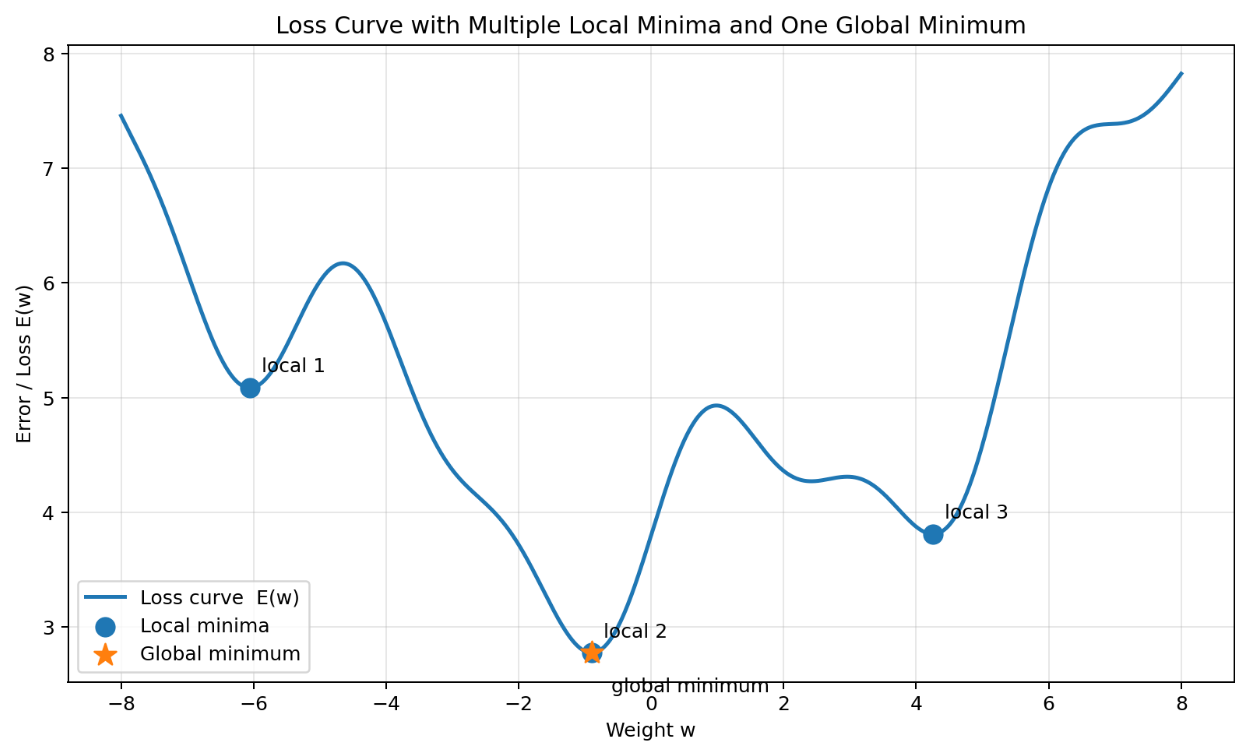 Loss Curve with Multiple Local Minima and One Global Minimum
8
7
6
5
4
3
Error / Loss E(w)
local 1
local 3
local 2
global minimum
Loss curve  E(w)
Local minima
Global minimum
−8 −6 −4 −2 0 2 4 6 8
Weight w